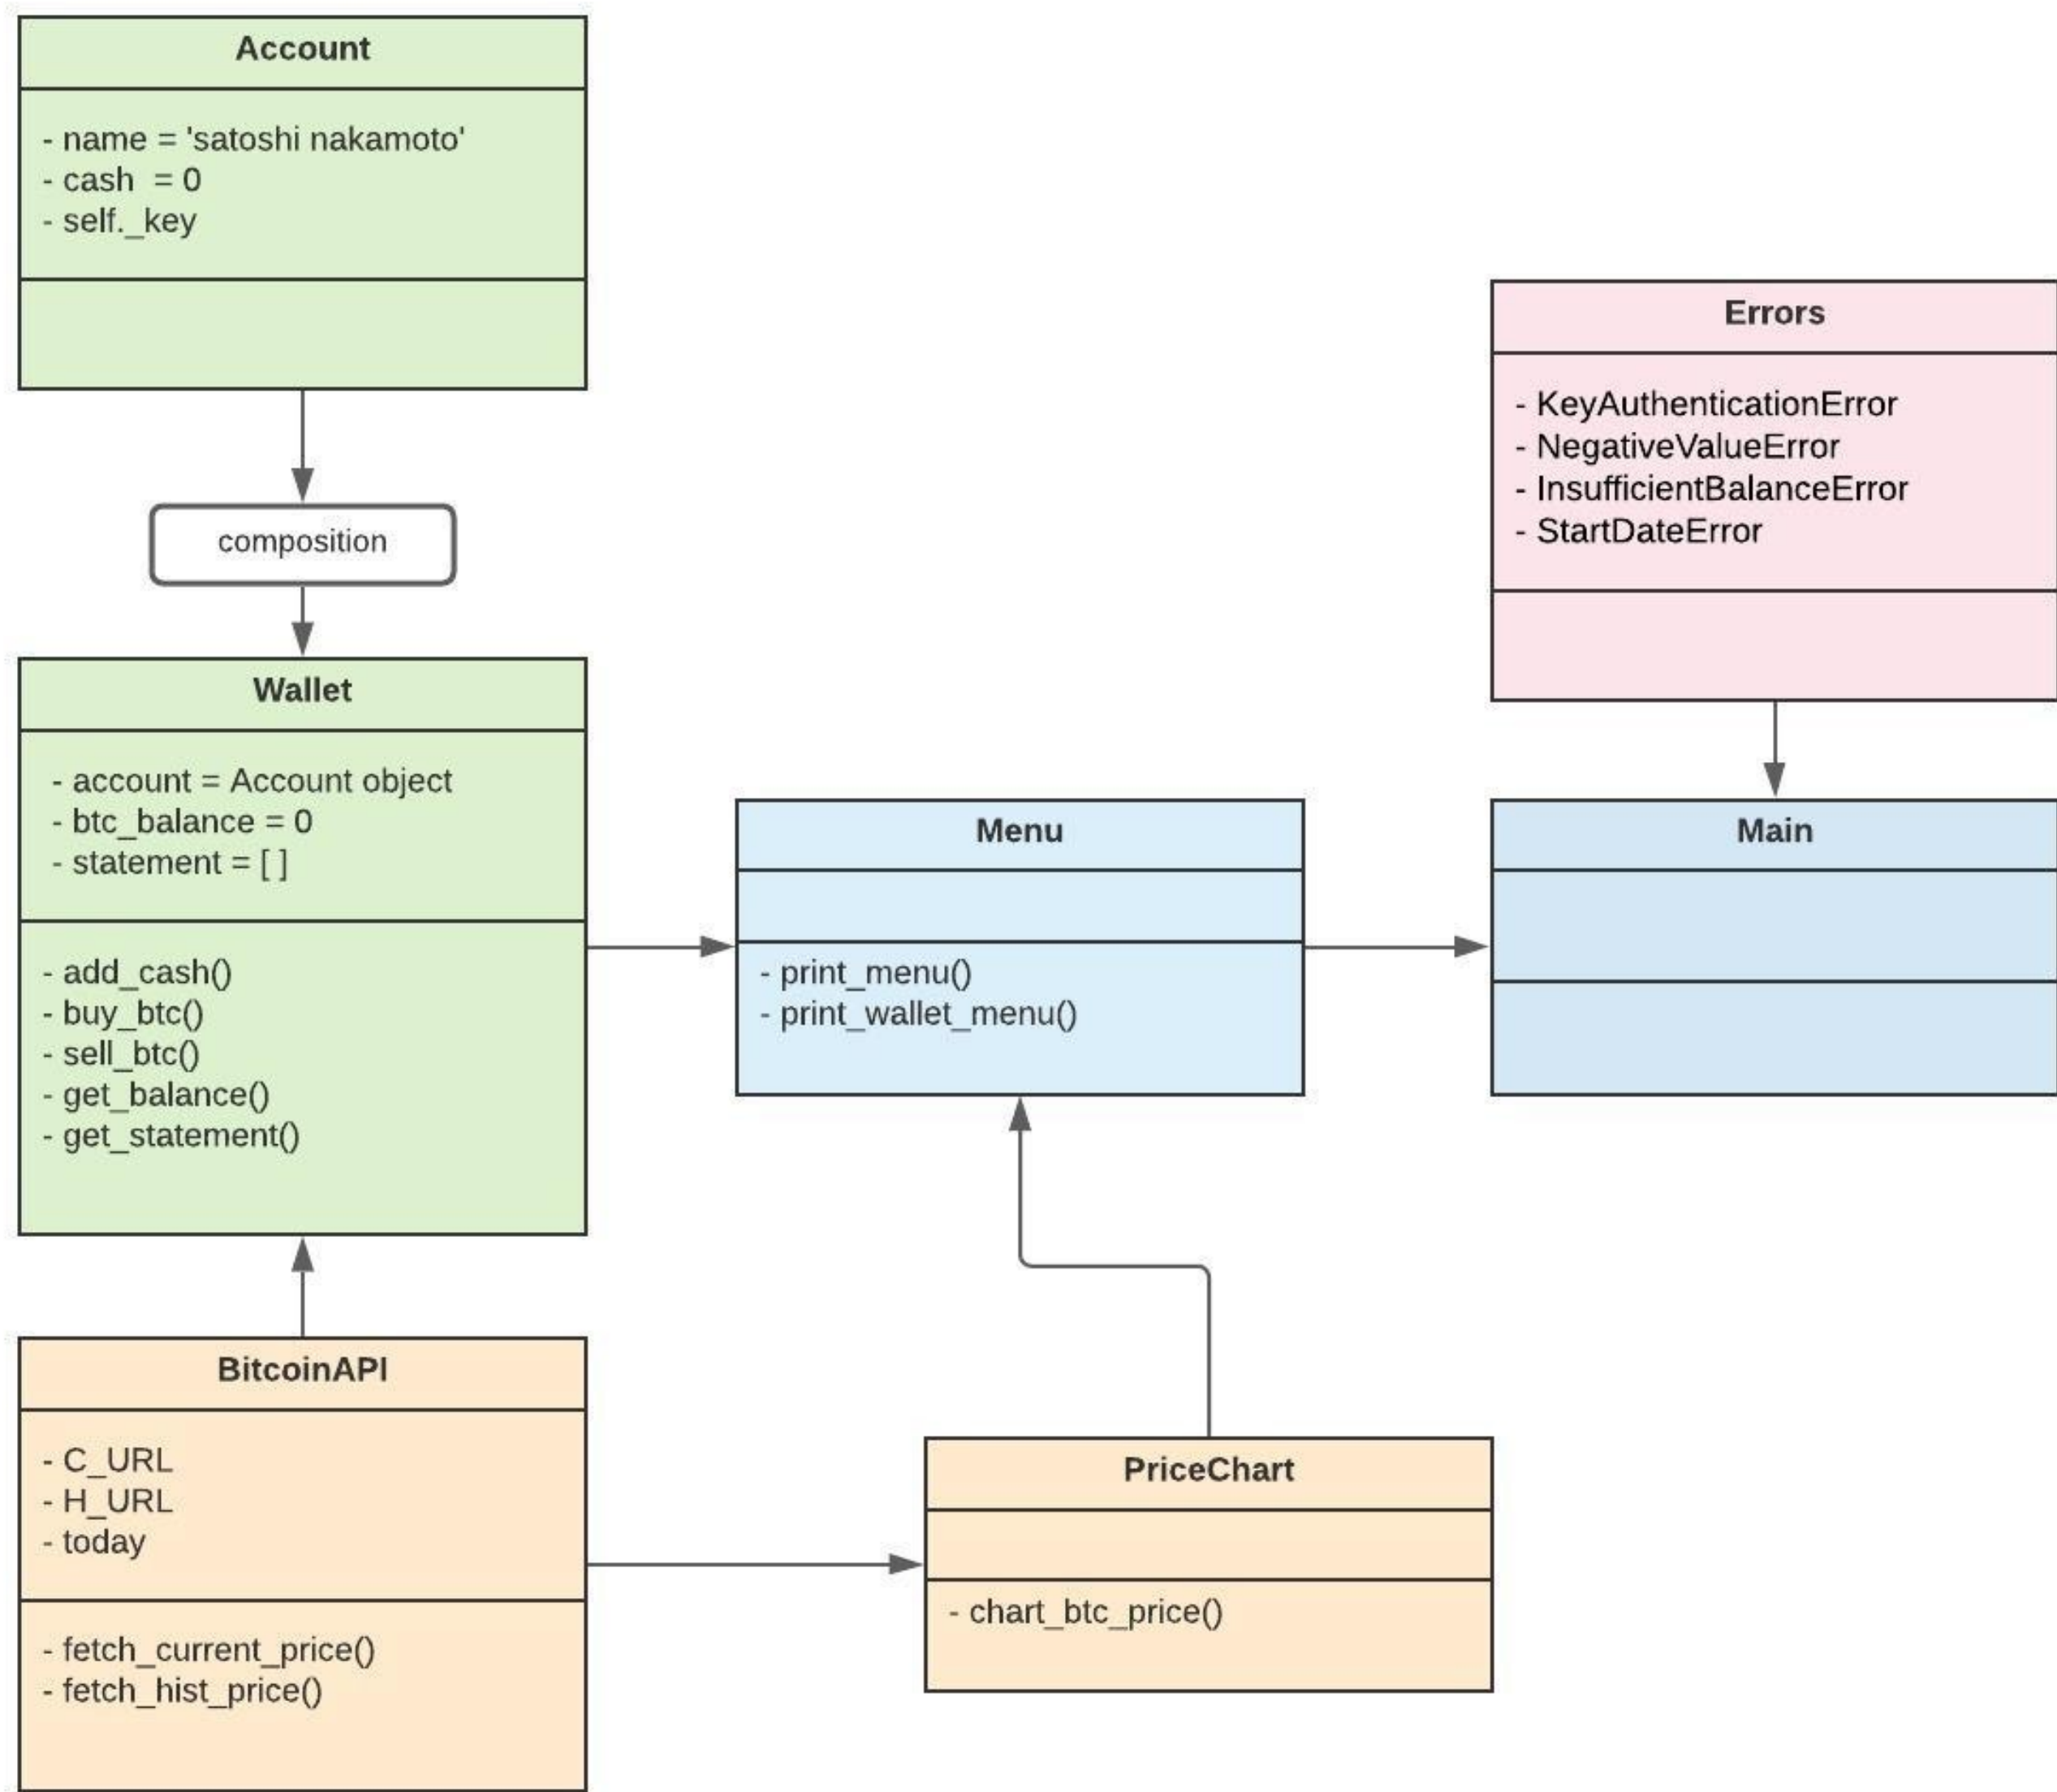 Account
- name = 'satoshi nakamoto'
- cash  = 0
- self._key
composition
Wallet
- account = Account object
- btc_balance = 0
- statement = [ ]
- add_cash()
- buy_btc()
- sell_btc()
- get_balance()
- get_statement()
BitcoinAPI
- C_URL
- H_URL
- today
- fetch_current_price()
- fetch_hist_price()
Menu
- print_menu()
- print_wallet_menu()
PriceChart
- chart_btc_price()
Errors
- KeyAuthenticationError
- NegativeValueError
- InsufficientBalanceError
- StartDateError
Main